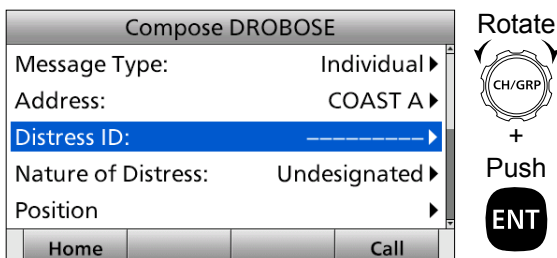 Compose DROBOSE
Message Type: Individual
Address: COAST A
Distress ID: ---------
Nature of Distress: Undesignated
Position
Home Call
Rotate
CH/GRP
+
Push
ENT